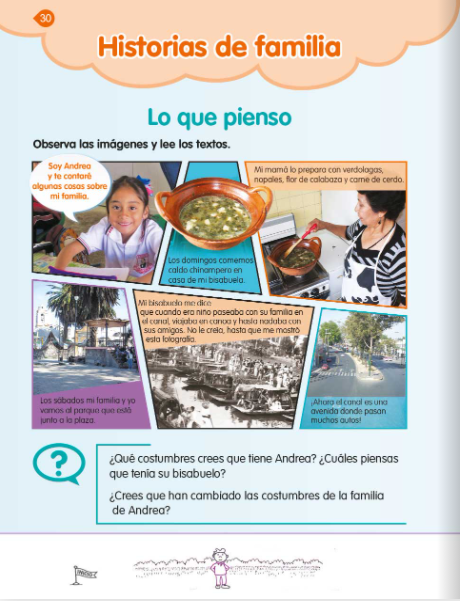 30
Historias de familia
Lo que pienso
Observa las imágenes y lee los textos.
Soy Andrea
y te contaré
algunas cosas sobre
mi familia.
Los domingos comemos
caldo chinampero en
casa de mi bisabuela.
Mi mamá lo prepara con verdolagas,
nopales, flor de calabaza y carne de cerdo.
Los sábados mi familia y yo
vamos al parque que está
junto a la plaza.
Mi bisabuelo me dice
que cuando era niño paseaba con su familia en
el canal, viajaba en canoa y hasta nadaba con
sus amigos. No le creía, hasta que me mostró
esta fotografía.
¡Ahora el canal es una
avenida donde pasan
muchos autos!
?
¿Qué costumbres crees que tiene Andrea? ¿Cuáles piensas
que tenía su bisabuelo?
¿Crees que han cambiado las costumbres de la familia
de Andrea?